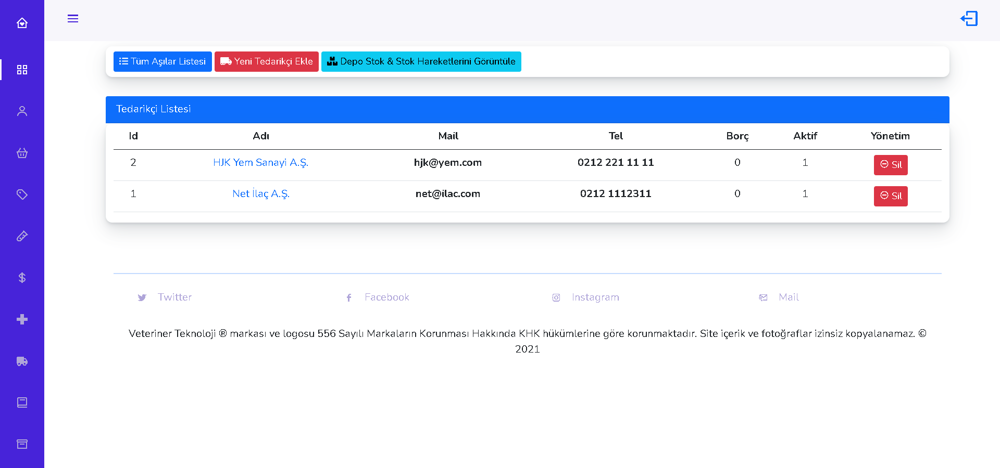 Tüm Aşılar Listesi Yeni Tedarikçi Ekle Depo Stok & Stok Hareketlerini Görüntüle
Tedarikçi Listesi
Id Adı Mail Tel Borç Aktif Yönetim
2 HJK Yem Sanayi A.Ş. hjk@yem.com 0212 221 11 11 0 1 Sil
1 Net İlaç A.Ş. net@ilac.com 0212 1112311 0 1 Sil
Twitter Facebook Instagram Mail
Veteriner Teknoloji ® markası ve logosu 556 Sayılı Markaların Korunması Hakkında KHK hükümlerine göre korunmaktadır. Site içerik ve fotoğraflar izinsiz kopyalanamaz. ©
2021